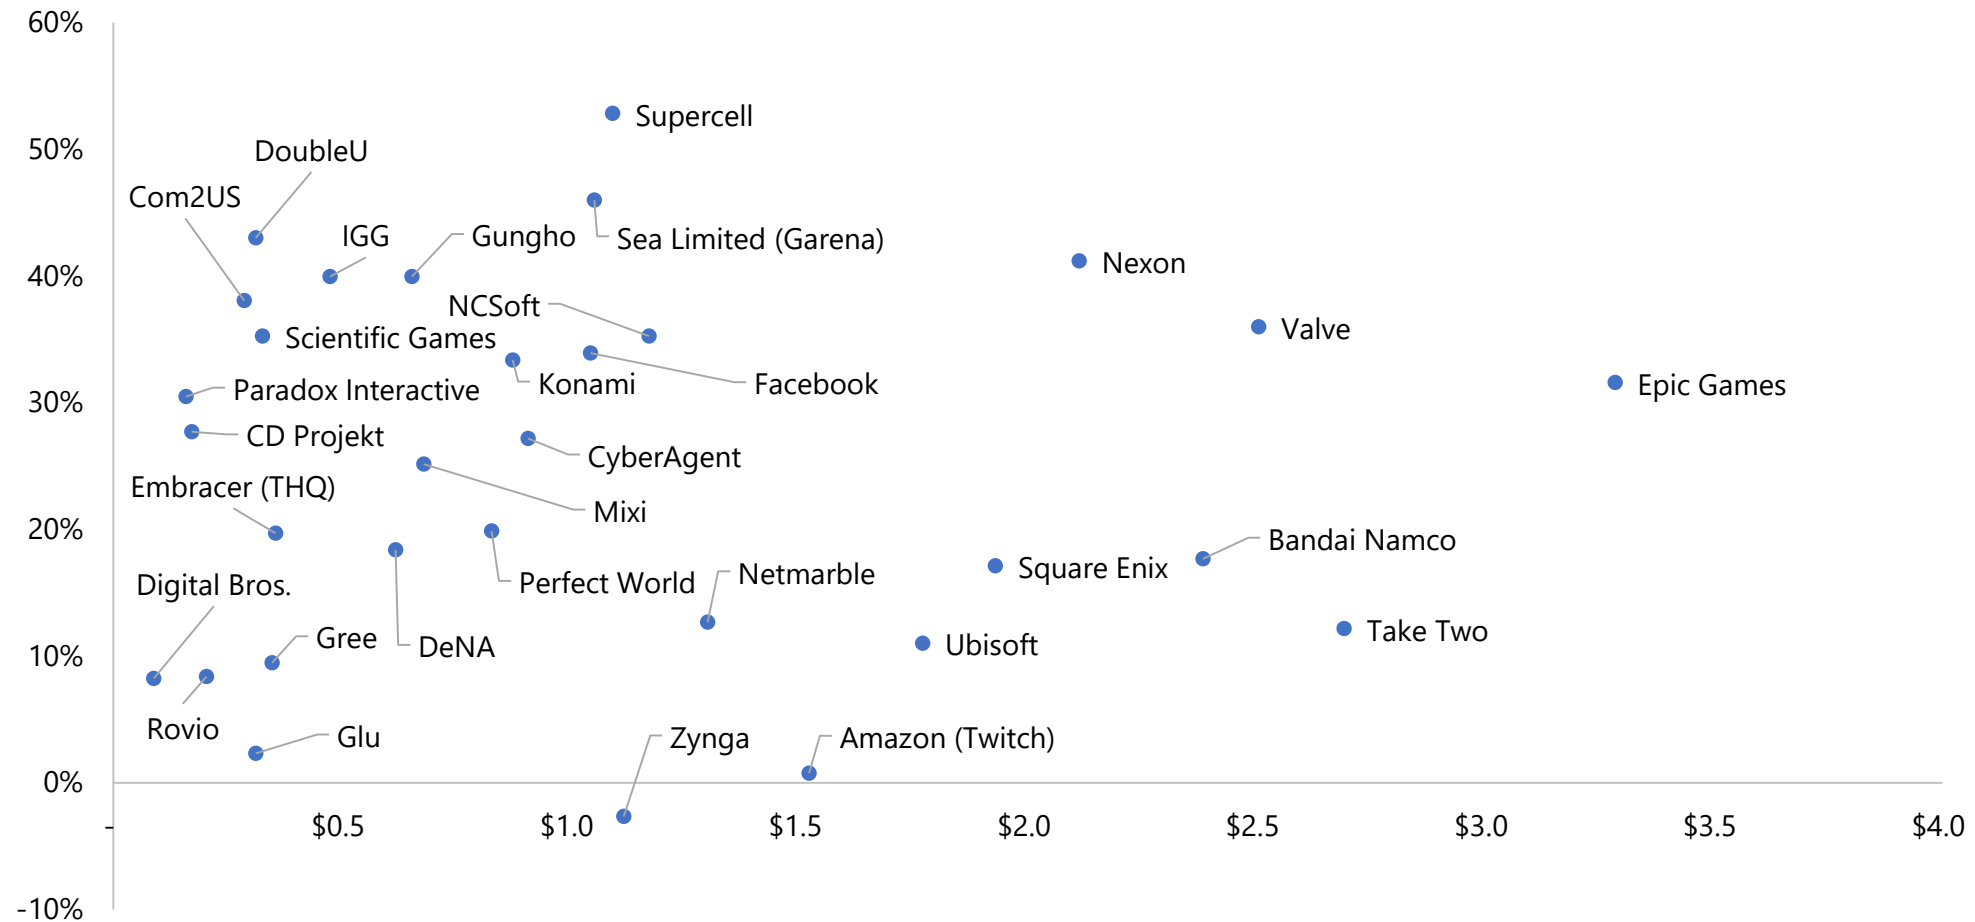 60%
Supercell
50%
DoubleU
Com2US
IGG
Gungho
Sea Limited (Garena)
Nexon
40%
NCSoft
Valve
Scientific Games
Konami
Facebook
Epic Games
Paradox Interactive
30%
CD Projekt
CyberAgent
Embracer (THQ)
Mixi
20%
Bandai Namco
Square Enix
Netmarble
Perfect World
Digital Bros.
Take Two
Gree
DeNA
Ubisoft
10%
Rovio
Glu
Zynga
Amazon (Twitch)
0%
-
$0.5
$1.0
$1.5
$2.0
$2.5
$3.0
$3.5
$4.0
-10%